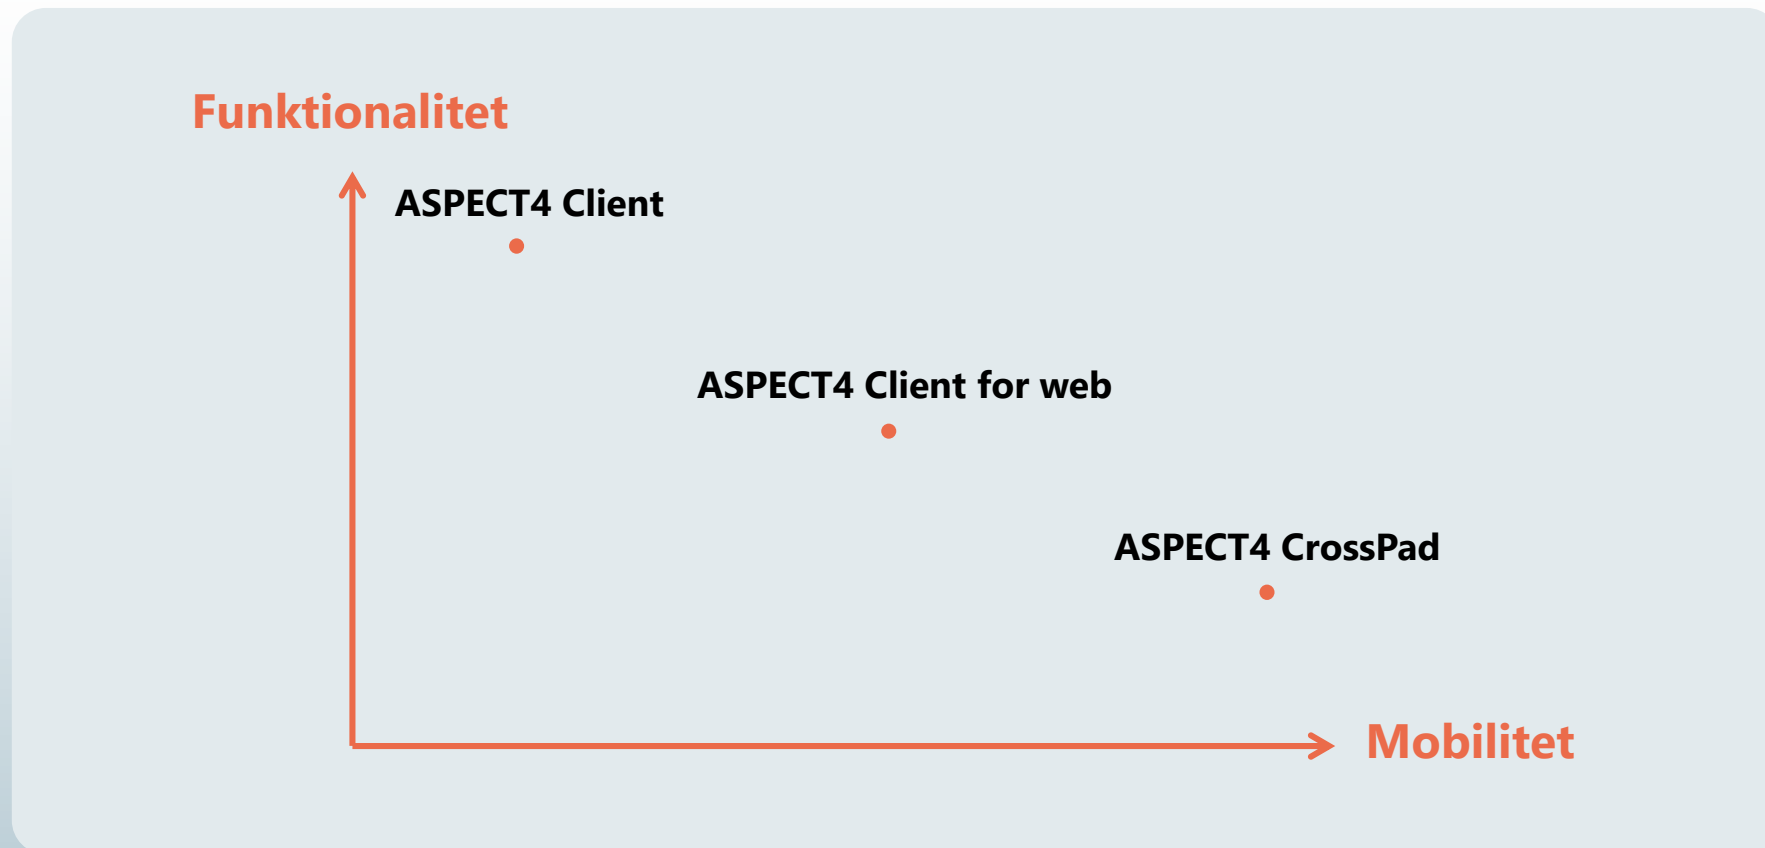 Funktionalitet
ASPECT4 Client
ASPECT4 Client for web
ASPECT4 CrossPad
Mobilitet